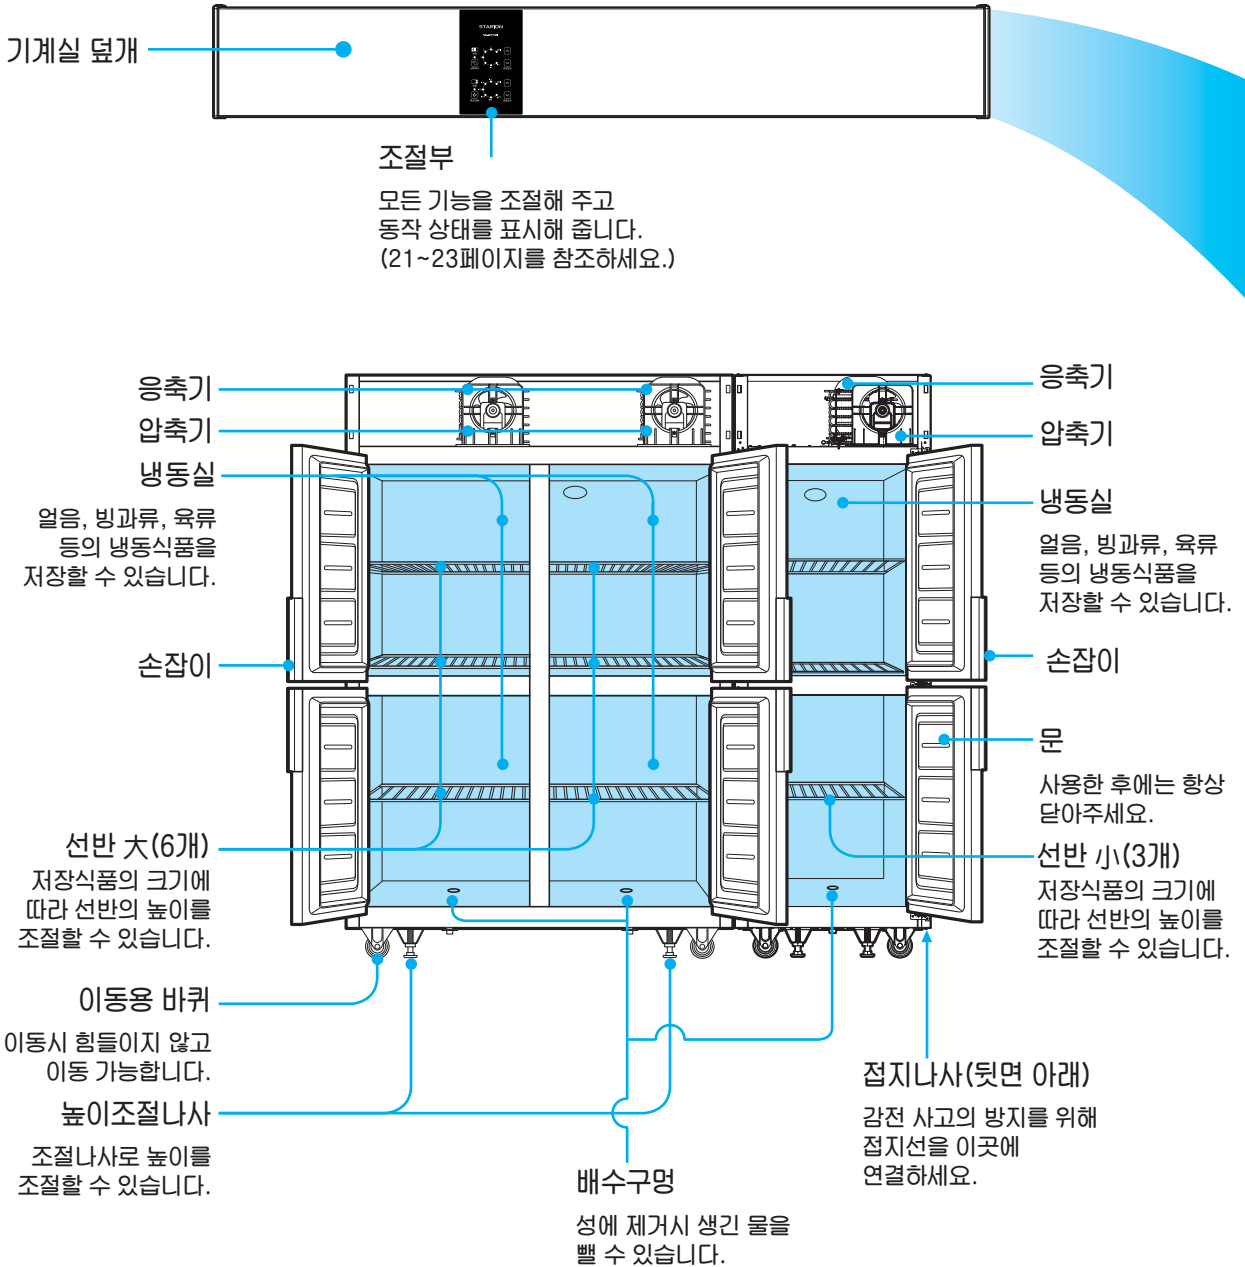 기계실 덮개
STARION
조절부
모든 기능을 조절해 주고
동작 상태를 표시해 줍니다.
(21~23페이지를 참조하세요.)
응축기
압축기
냉동실
얼음, 빙과류, 육류
등의 냉동식품을
저장할 수 있습니다.
손잡이
선반 大(6개)
저장식품의 크기에
따라 선반의 높이를
조절할 수 있습니다.
이동용 바퀴
이동시 힘들이지 않고
이동 가능합니다.
높이조절나사
조절나사로 높이를
조절할 수 있습니다.
응축기
압축기
냉동실
얼음, 빙과류, 육류
등의 냉동식품을
저장할 수 있습니다.
손잡이
문
사용한 후에는 항상
닫아주세요.
선반 小(3개)
저장식품의 크기에
따라 선반의 높이를
조절할 수 있습니다.
접지나사(뒷면 아래)
감전 사고의 방지를 위해
접지선을 이곳에
연결하세요.
배수구멍
성에 제거시 생긴 물을
뺄 수 있습니다.